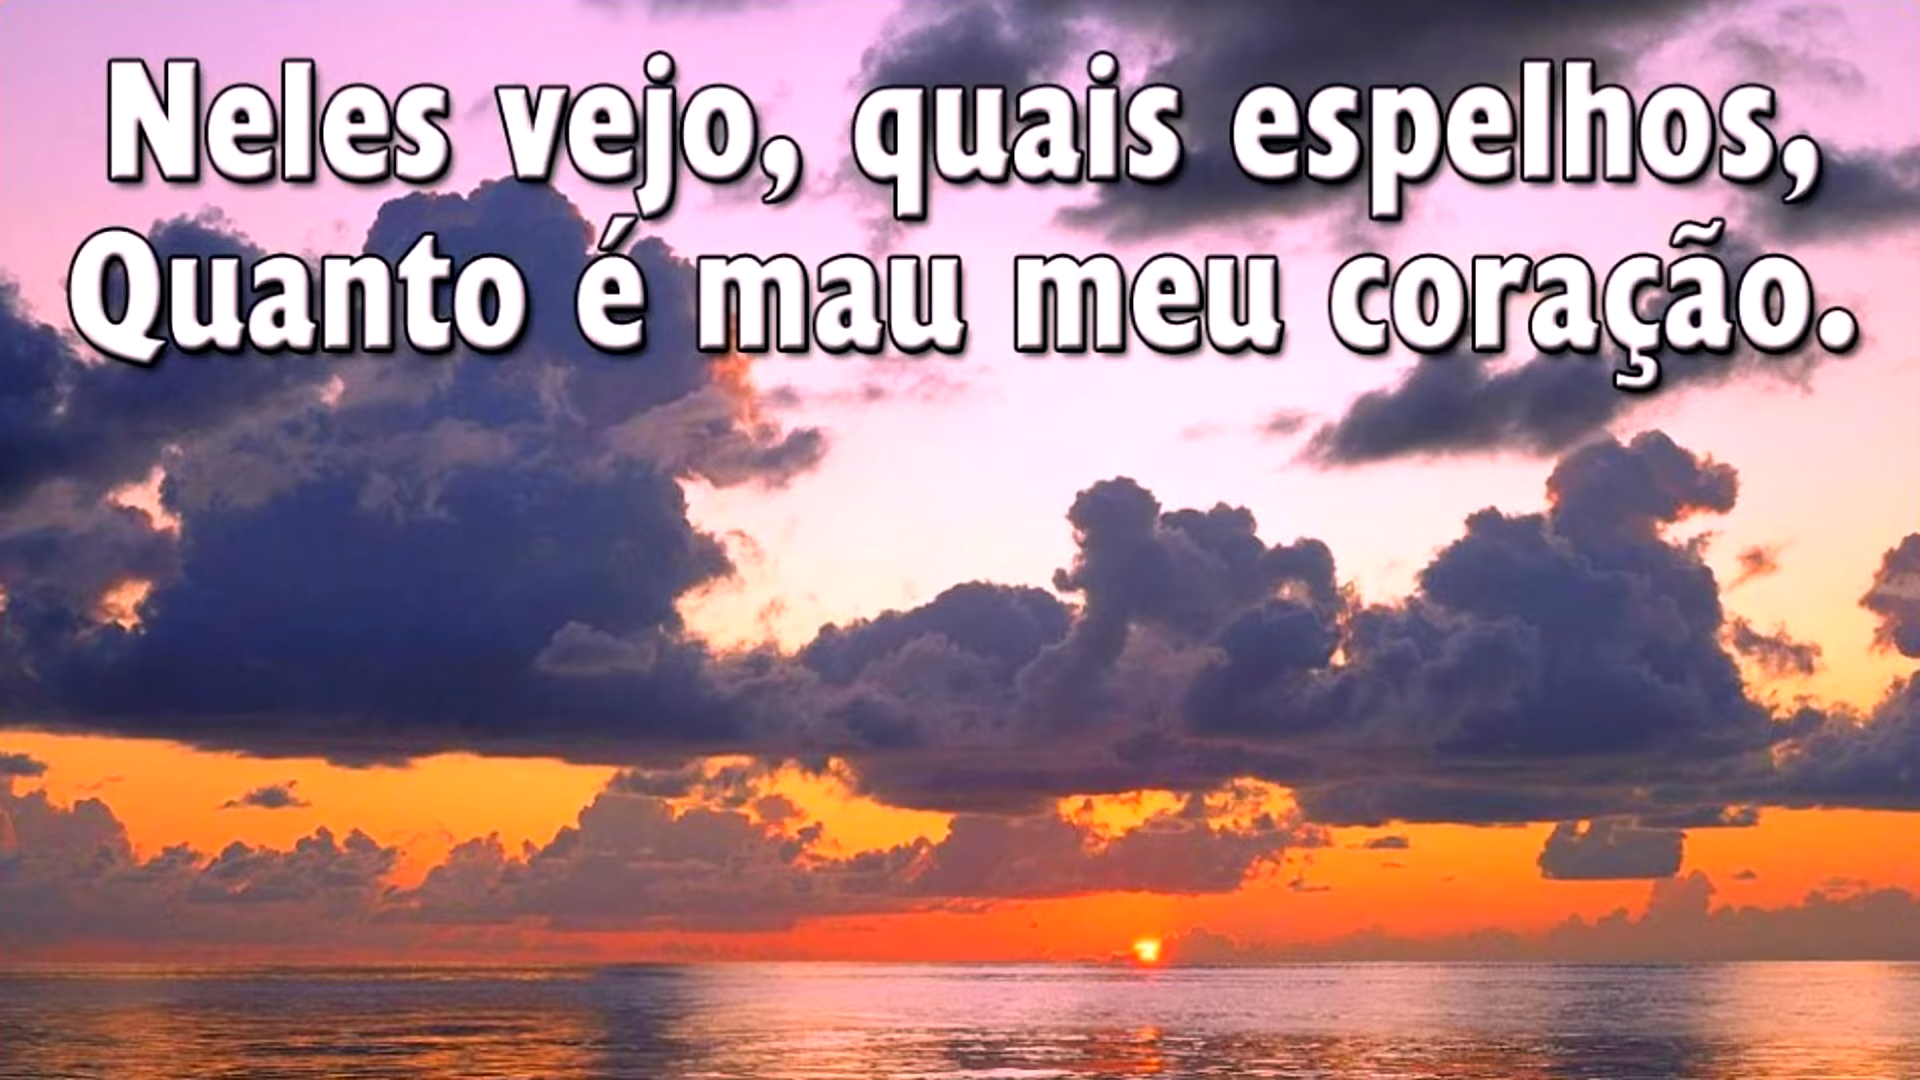 Neles vejo, quais espelhos,
Quanto é mau meu coração.